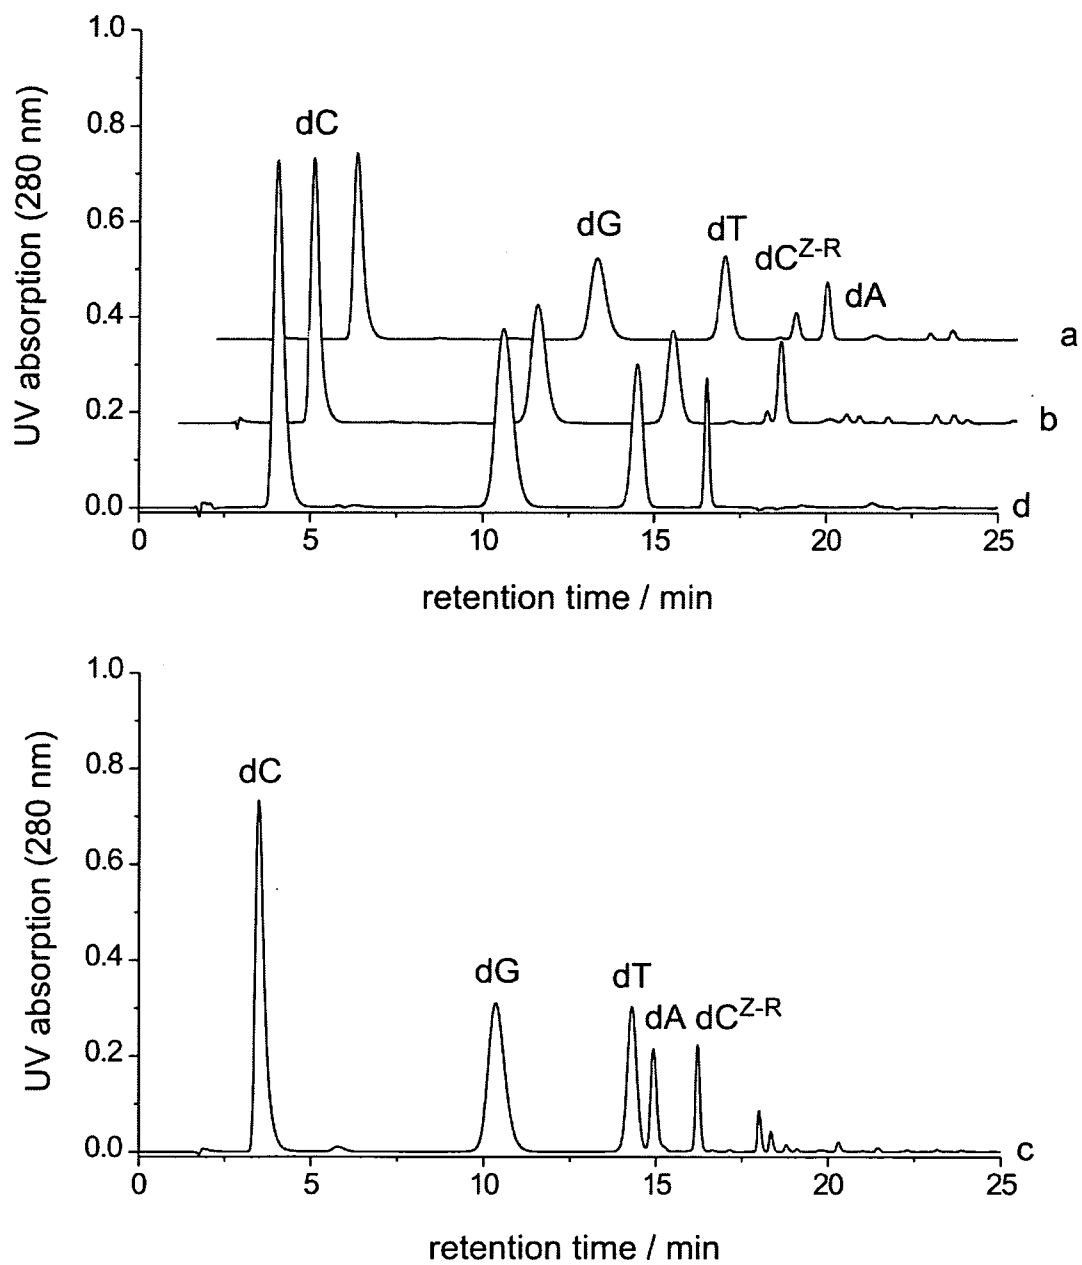 1.0
0.8
0.6
0.4
0.2
0.0
UV absorption (280 nm)
dC
dG
dT
dC^Z-R
dA
a
b
d
0 5 10 15 20 25
retention time / min
1.0
0.8
0.6
0.4
0.2
0.0
UV absorption (280 nm)
dC
dG
dT
dA dC^Z-R
c
0 5 10 15 20 25
retention time / min